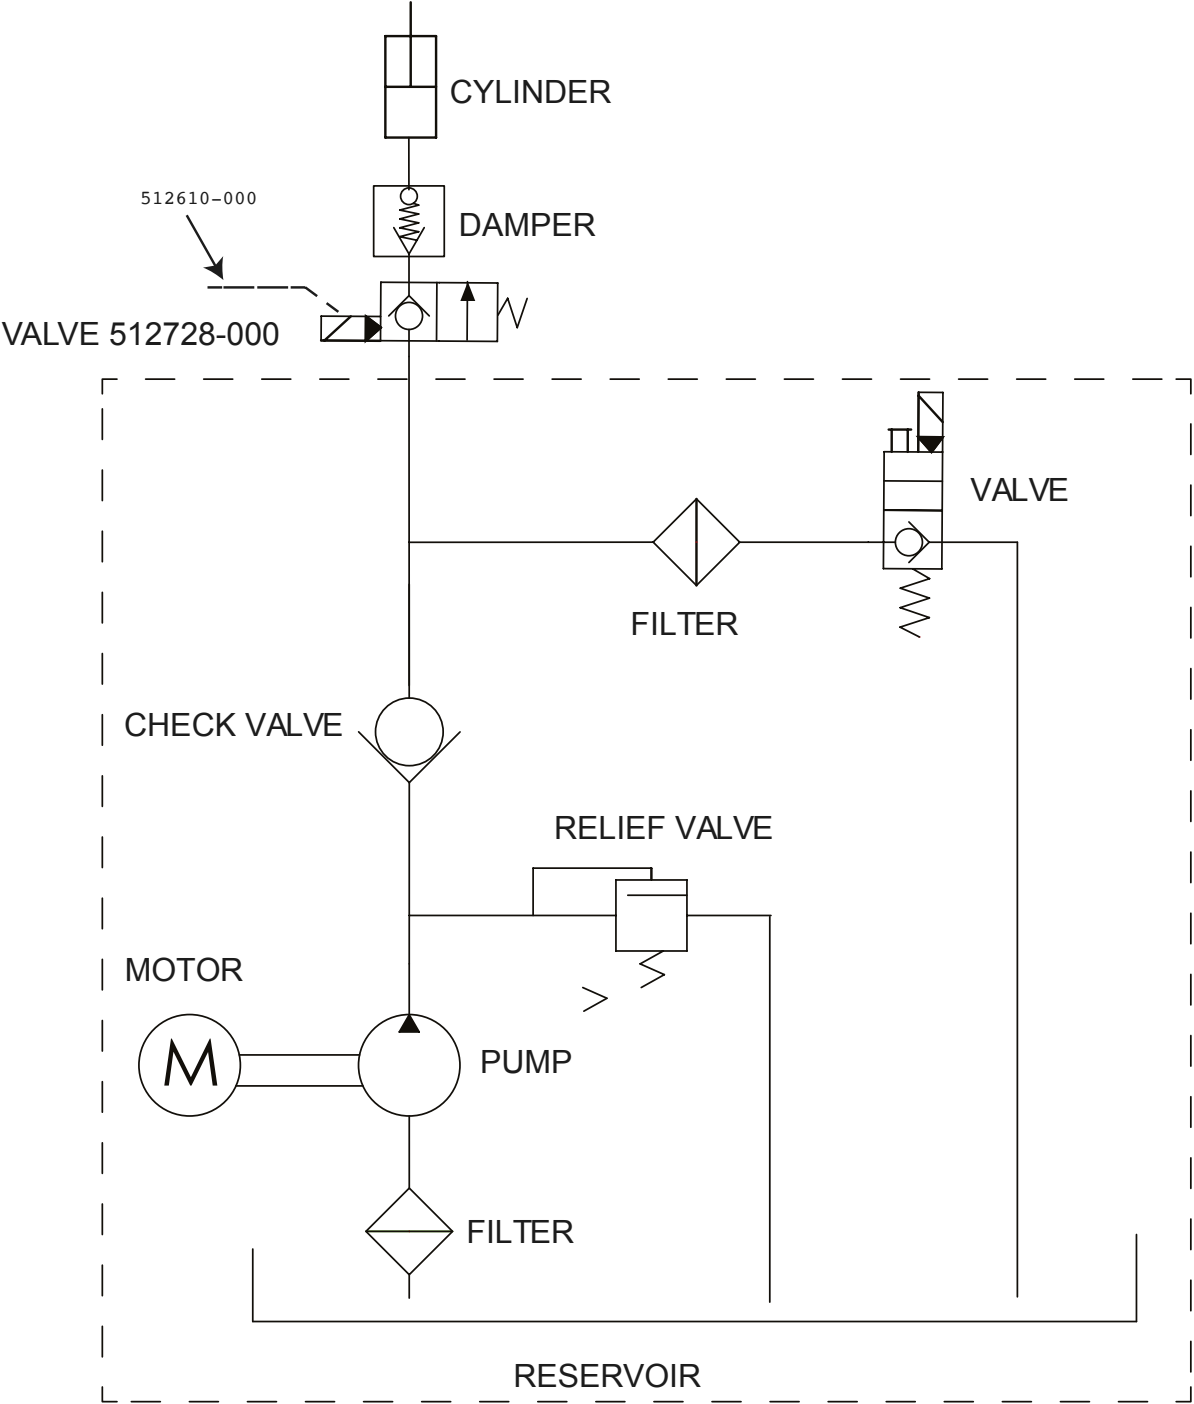 CYLINDER
512610-000
DAMPER
VALVE 512728-000
VALVE
FILTER
CHECK VALVE
RELIEF VALVE
MOTOR
M
PUMP
FILTER
RESERVOIR